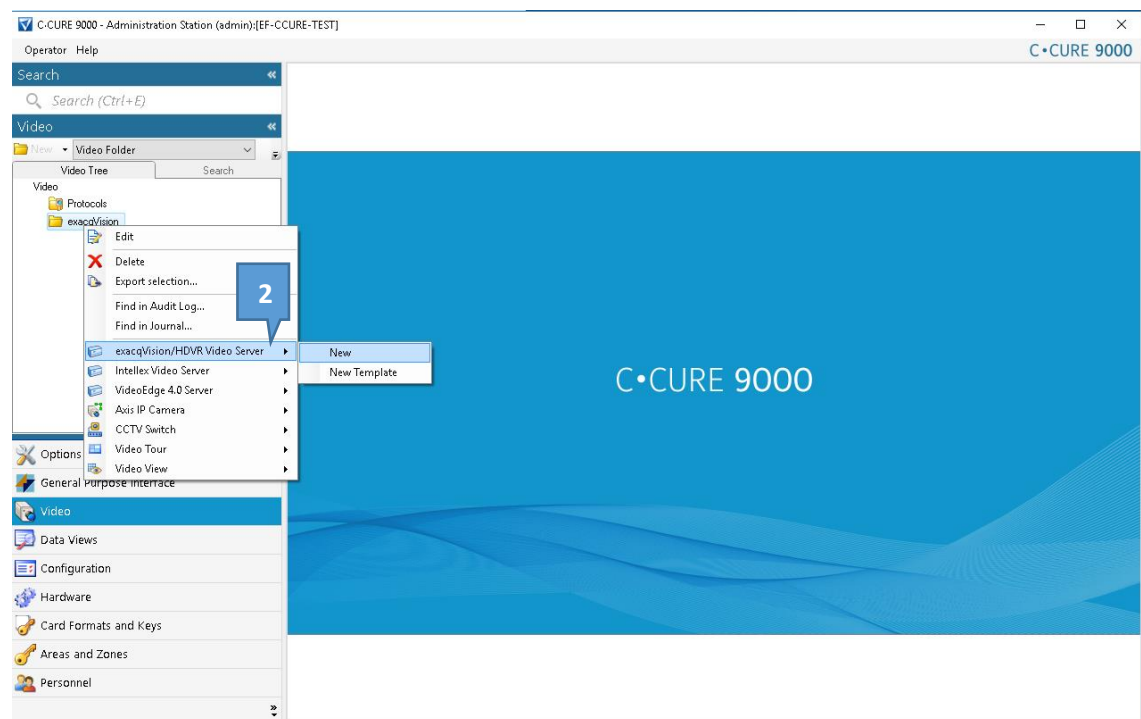 C•CURE 9000 - Administration Station (admin):[EF-CCURE-TEST]
Operator Help
C•CURE 9000
Search
Search (Ctrl+E)
Video
New
Video Folder
Video Tree
Search
Video
Protocols
exacqVision
Edit
Delete
Export selection...
2
Find in Audit Log...
Find in Journal...
exacqVision/HDVR Video Server
New
Intellex Video Server
New Template
VideoEdge 4.0 Server
Axis IP Camera
CCTV Switch
Video Tour
Video View
C•CURE 9000
Options
General Purpose Interface
Video
Data Views
Configuration
Hardware
Card Formats and Keys
Areas and Zones
Personnel